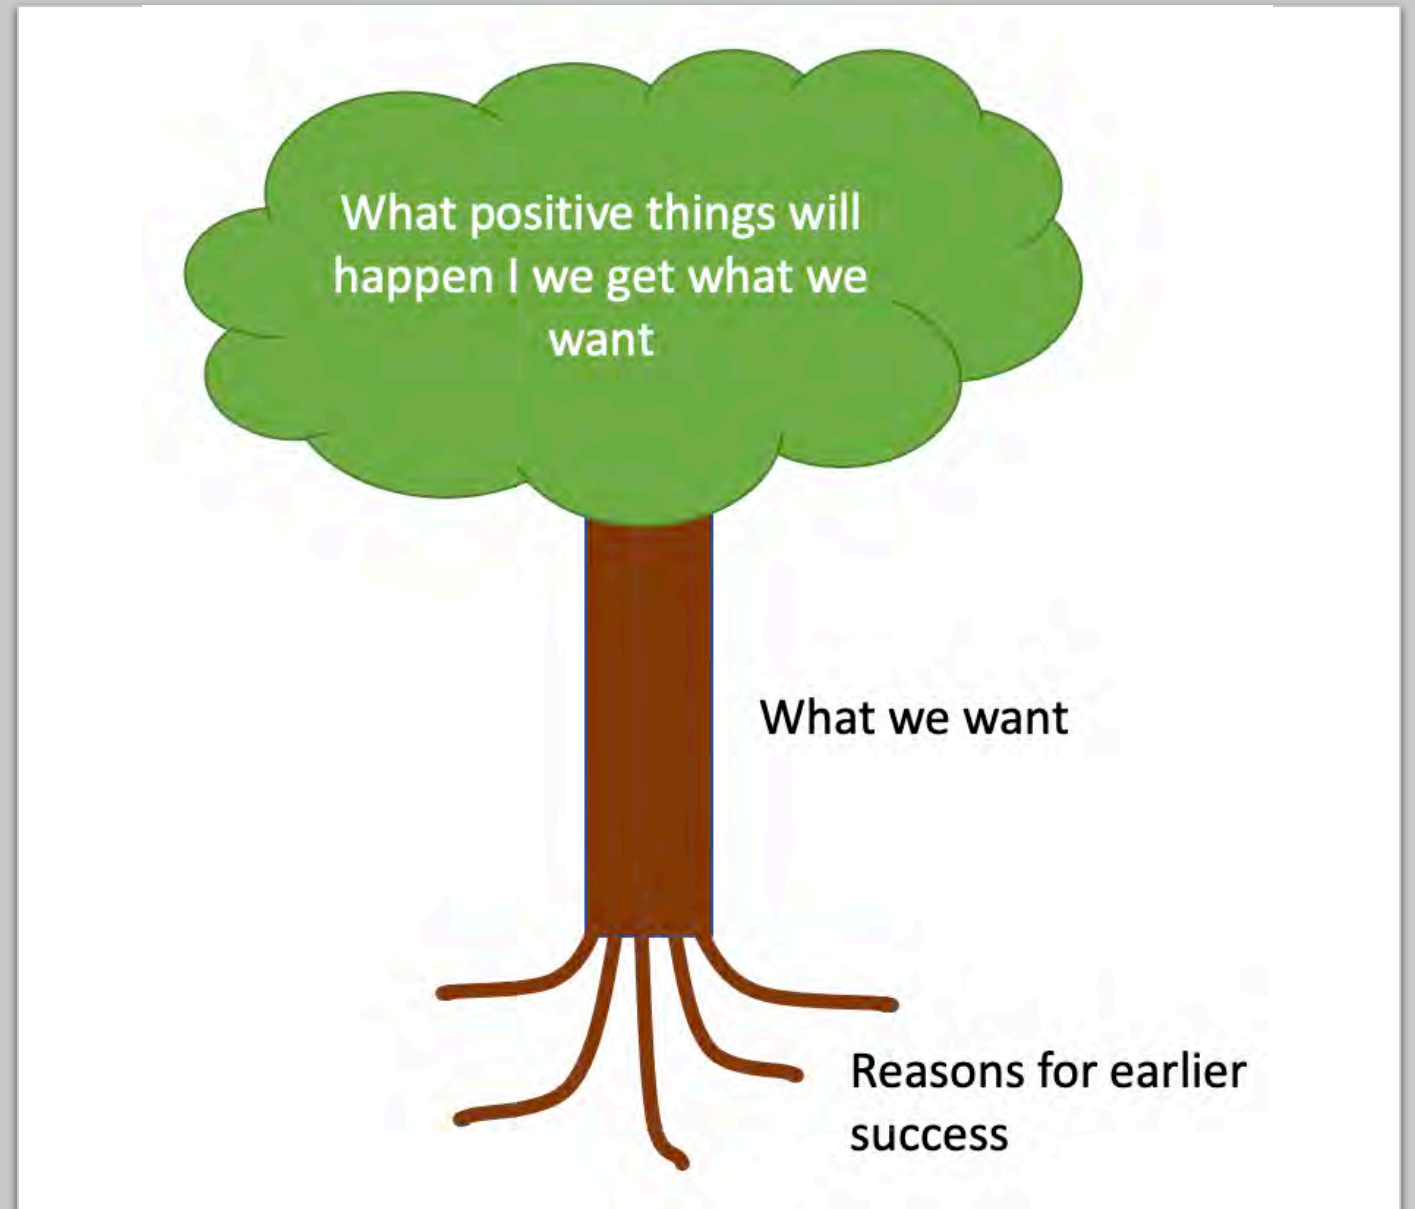 What positive things will
happen I we get what we
want
What we want
Reasons for earlier
success